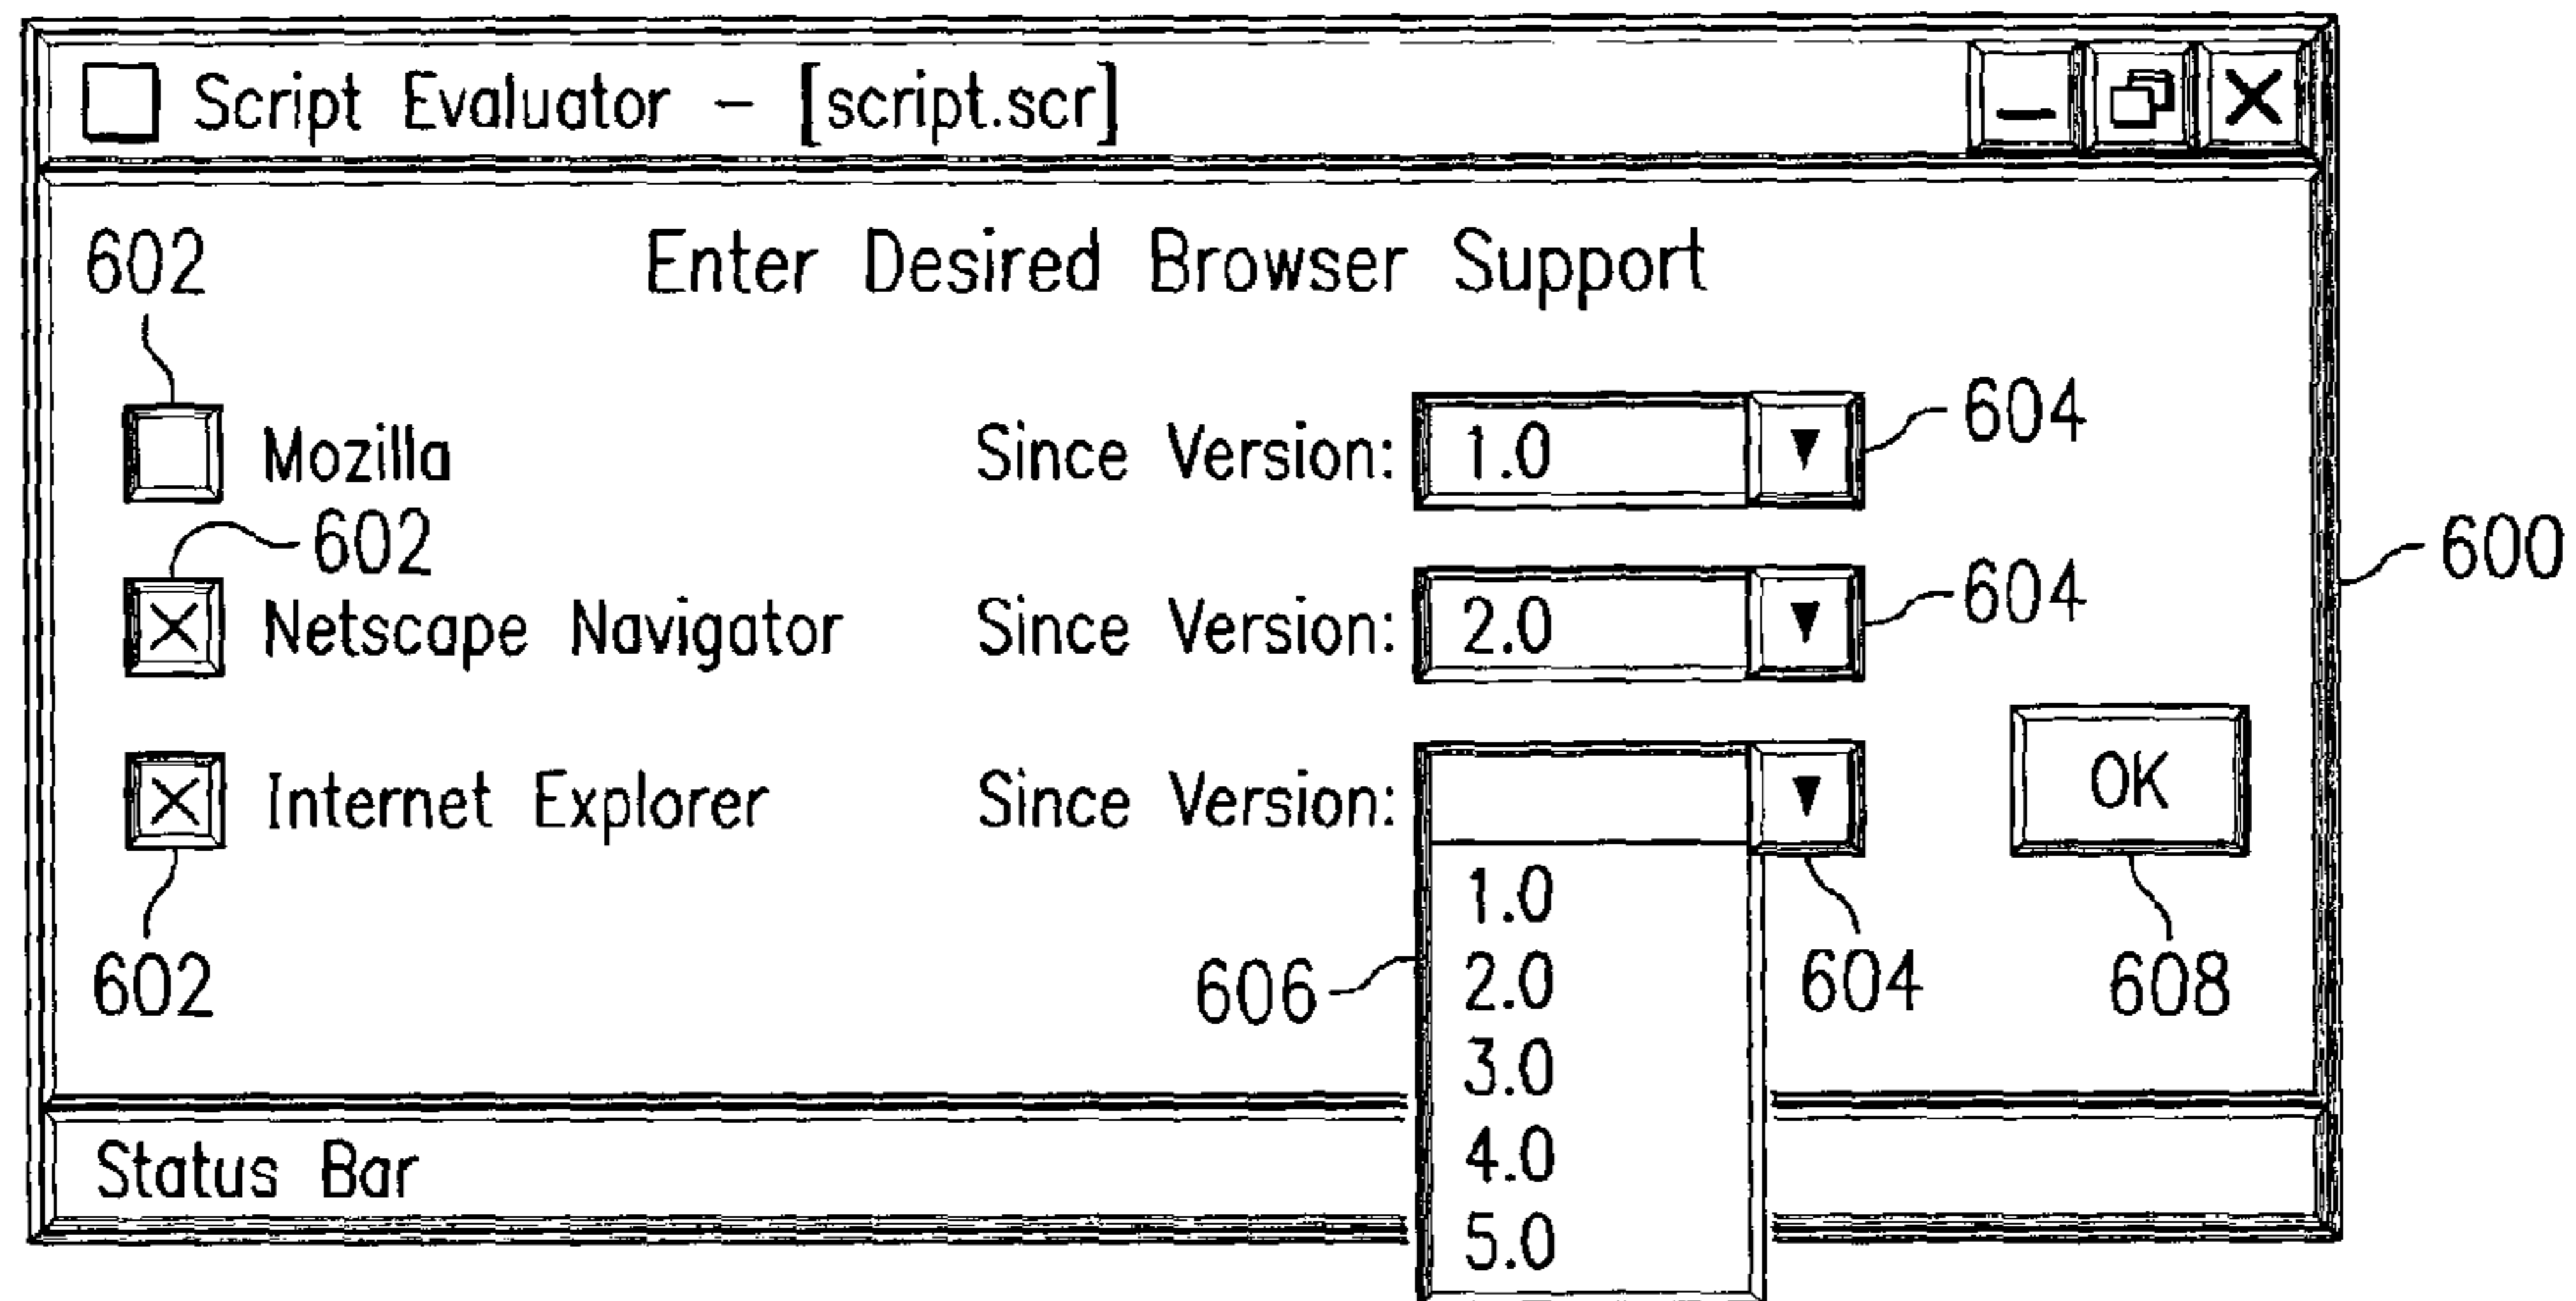 Script Evaluator – [script.scr]
602 Enter Desired Browser Support
Mozilla Since Version: 1.0 604
602
Netscape Navigator Since Version: 2.0 604
600
Internet Explorer Since Version: OK
1.0
602 606 2.0 604 608
3.0
4.0
Status Bar
5.0